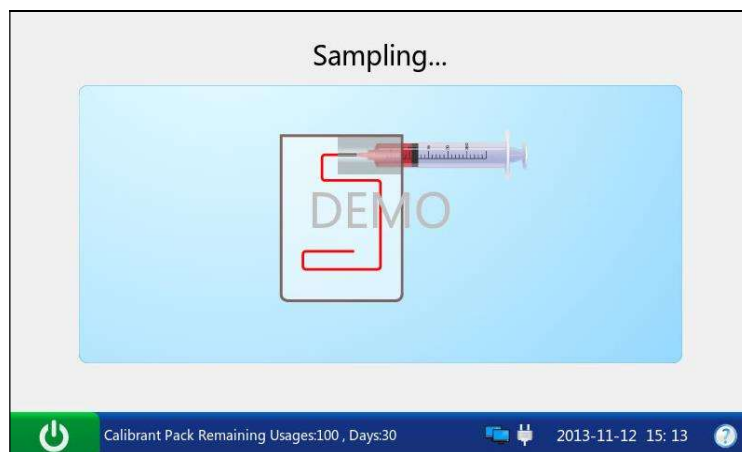 Sampling...
DEMO
Calibrant Pack Remaining Usages:100 , Days:30
2013-11-12 15: 13
?